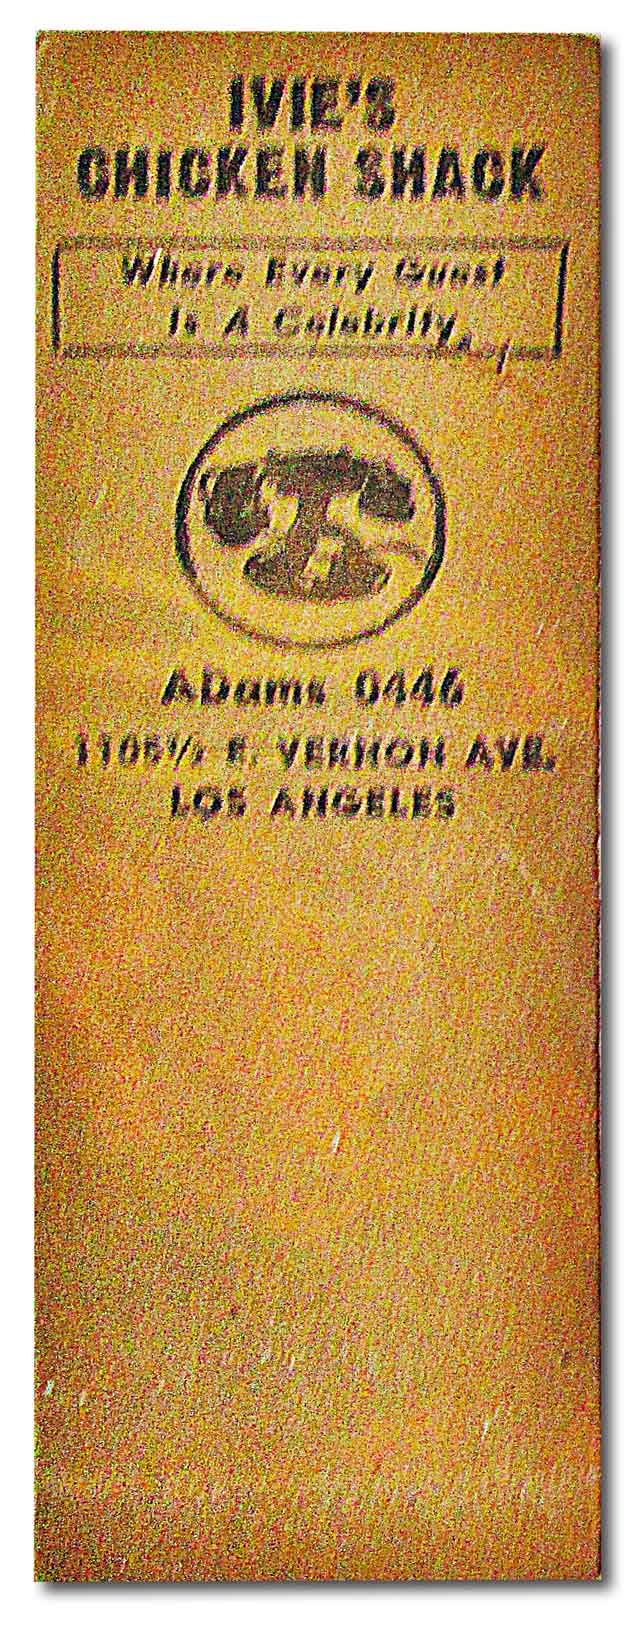 IVIE'S
CHICKEN SHACK
Where Every Guest
Is A Celebrity
ADams 0446
1105½ E. VERNON AVE.
LOS ANGELES